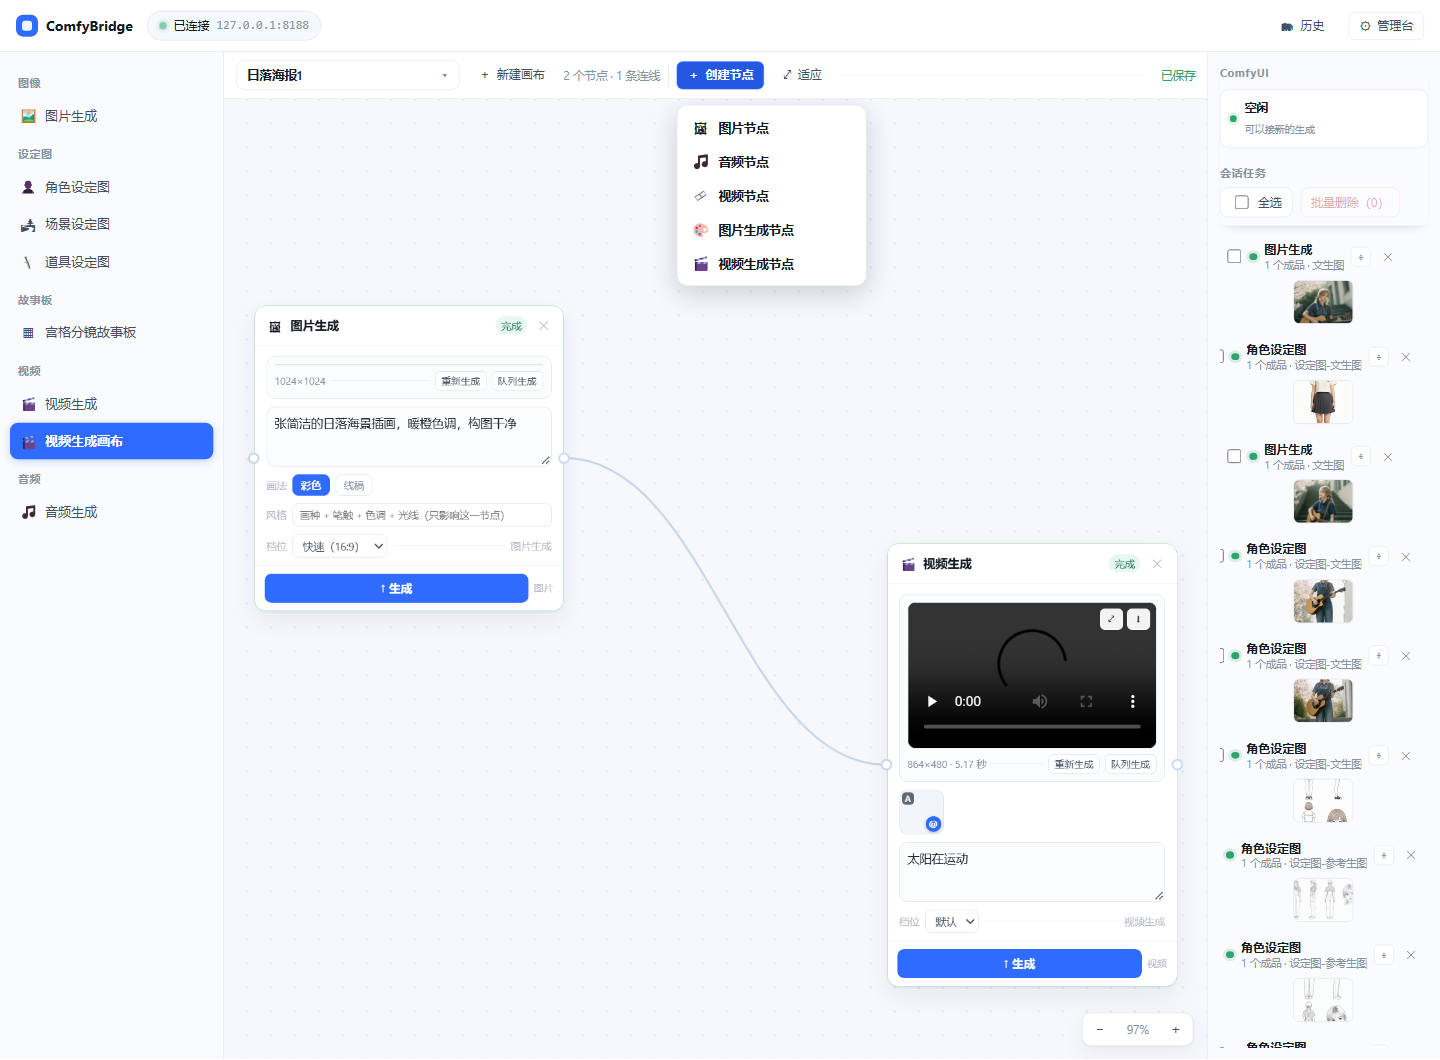 ComfyBridge
已连接 127.0.0.1:8188
历史
管理台
图像
图片生成
设定图
角色设定图
场景设定图
道具设定图
故事板
宫格分镜故事板
视频
视频生成
视频生成画布
音频
音频生成
日落海报1
+ 新建画布
2 个节点 · 1 条连线
+ 创建节点
适应
已保存
图片节点
音频节点
视频节点
图片生成节点
视频生成节点
图片生成
完成
1024×1024
重新生成
队列生成
张简洁的日落海景插画，暖橙色调，构图干净
画法
彩色
线稿
风格
画种 + 笔触 + 色调 + 光线（只影响这一节点）
档位
快速（16:9）
图片生成
↑ 生成
图片
视频生成
完成
0:00
864×480 · 5.17 秒
重新生成
队列生成
A
@
太阳在运动
档位
默认
视频生成
↑ 生成
视频
− 97% +
ComfyUI
空闲
可以接新的生成
会话任务
全选
批量删除（0）
图片生成
1 个成品 · 文生图
角色设定图
1 个成品 · 设定图-文生图
图片生成
1 个成品 · 文生图
角色设定图
1 个成品 · 设定图-文生图
角色设定图
1 个成品 · 设定图-文生图
角色设定图
1 个成品 · 设定图-文生图
角色设定图
1 个成品 · 设定图-参考生图
角色设定图
1 个成品 · 设定图-参考生图
角色设定图